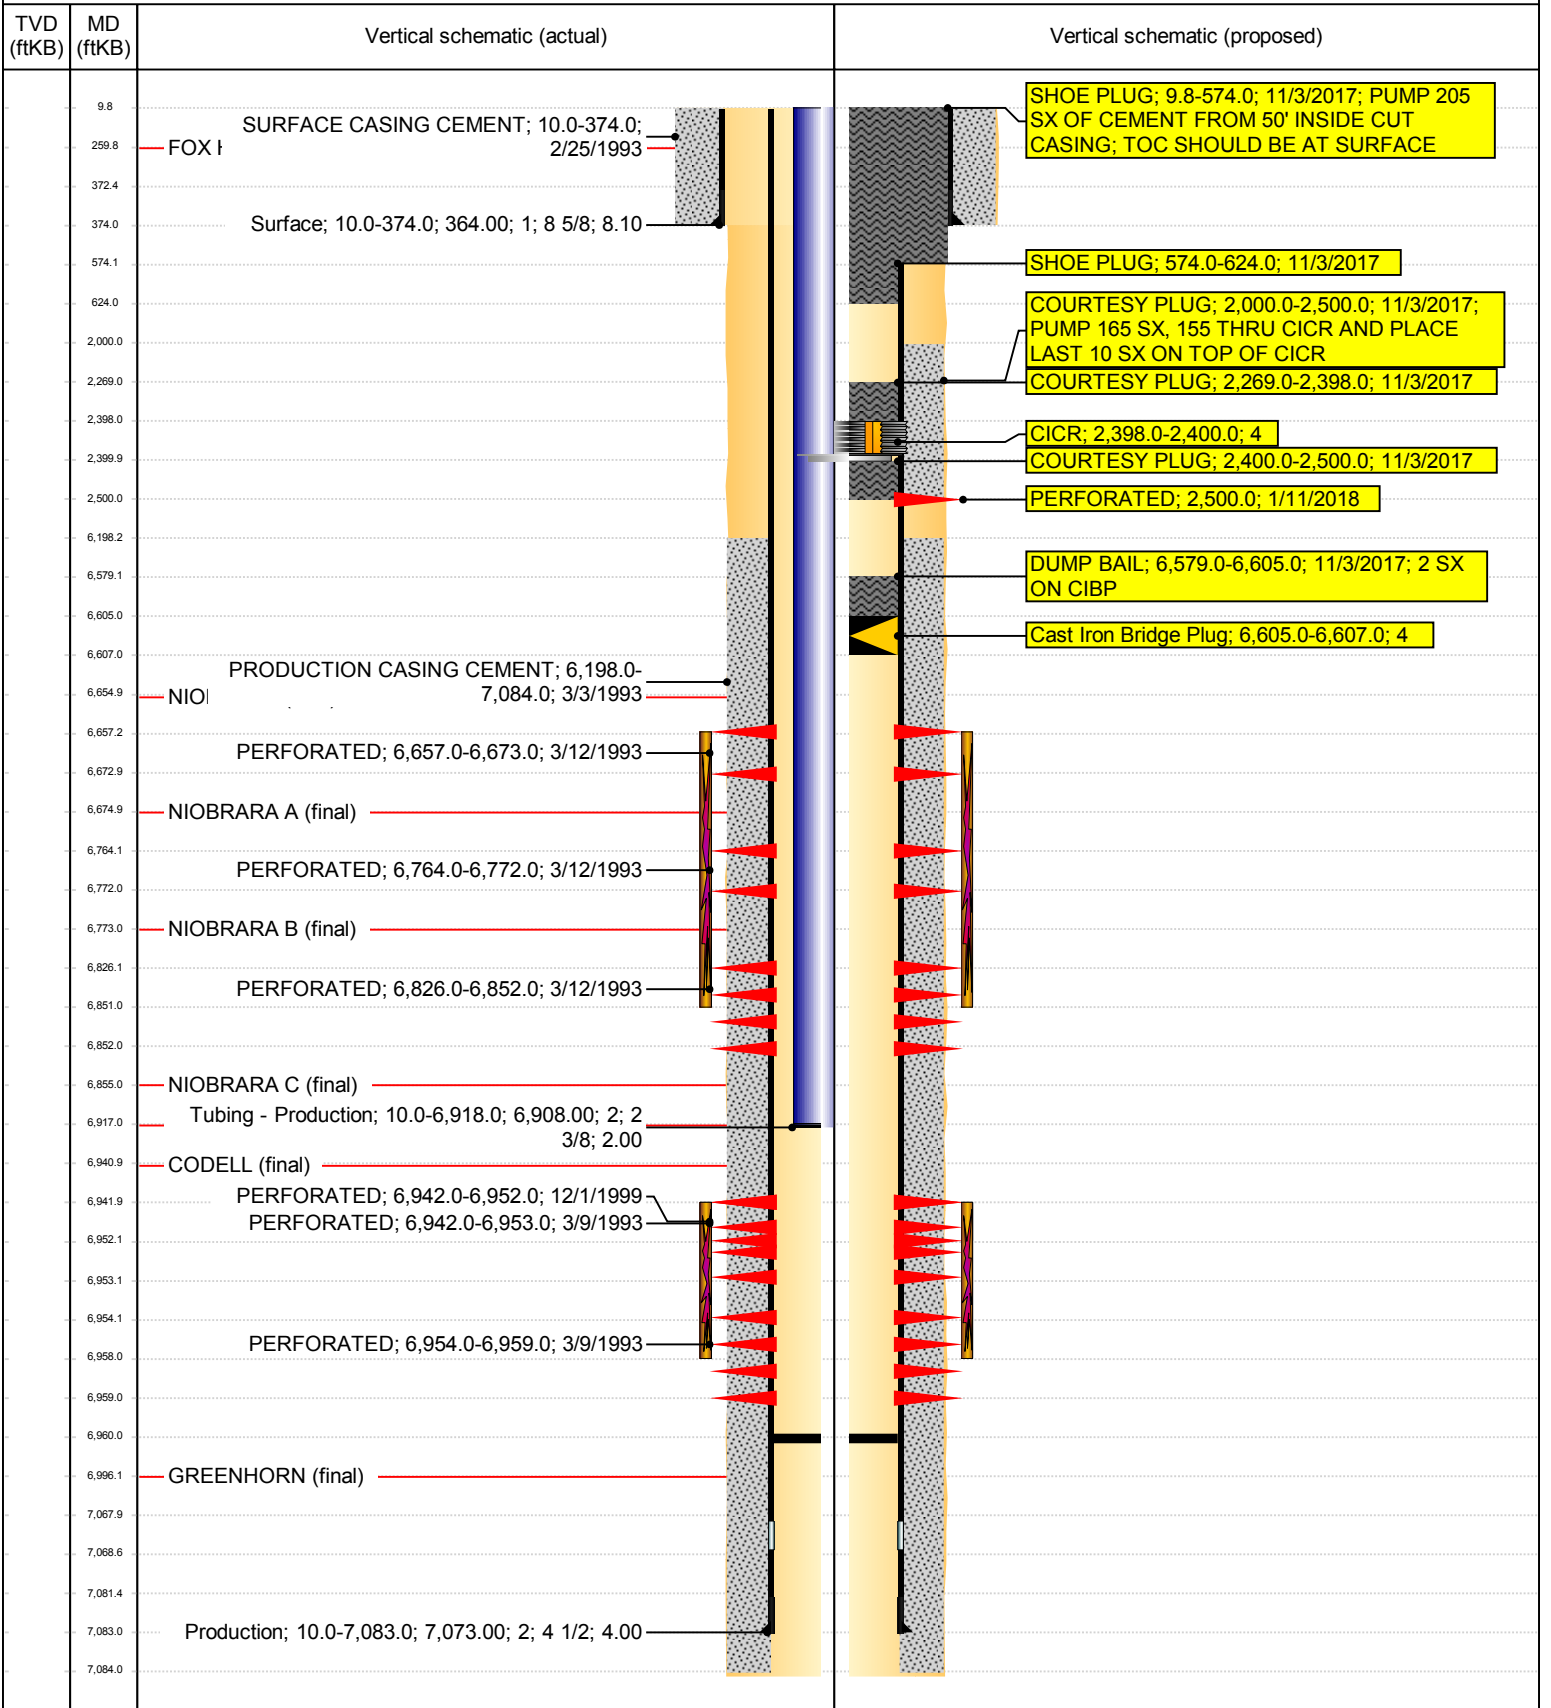 TVD
(ftKB)
MD
(ftKB)
Vertical schematic (actual)
Vertical schematic (proposed)
9.8
259.8
372.4
374.0
574.1
624.0
2,000.0
2,269.0
2,398.0
2,399.9
2,500.0
6,198.2
6,579.1
6,605.0
6,607.0
6,654.9
6,657.2
6,672.9
6,674.9
6,764.1
6,772.0
6,773.0
6,826.1
6,851.0
6,852.0
6,855.0
6,917.0
6,940.9
6,941.9
6,952.1
6,953.1
6,954.1
6,958.0
6,959.0
6,960.0
6,996.1
7,067.9
7,068.6
7,081.4
7,083.0
7,084.0
SURFACE CASING CEMENT; 10.0-374.0;
2/25/1993
FOX
Surface; 10.0-374.0; 364.00; 1; 8 5/8; 8.10
PRODUCTION CASING CEMENT; 6,198.0-
7,084.0; 3/3/1993
PERFORATED; 6,657.0-6,673.0; 3/12/1993
NIOBRARA A (final)
PERFORATED; 6,764.0-6,772.0; 3/12/1993
NIOBRARA B (final)
PERFORATED; 6,826.0-6,852.0; 3/12/1993
NIOBRARA C (final)
Tubing - Production; 10.0-6,918.0; 6,908.00; 2; 2
3/8; 2.00
CODELL (final)
PERFORATED; 6,942.0-6,952.0; 12/1/1999
PERFORATED; 6,942.0-6,953.0; 3/9/1993
PERFORATED; 6,954.0-6,959.0; 3/9/1993
GREENHORN (final)
Production; 10.0-7,083.0; 7,073.00; 2; 4 1/2; 4.00
SHOE PLUG; 9.8-574.0; 11/3/2017; PUMP 205
SX OF CEMENT FROM 50' INSIDE CUT
CASING; TOC SHOULD BE AT SURFACE
SHOE PLUG; 574.0-624.0; 11/3/2017
COURTESY PLUG; 2,000.0-2,500.0; 11/3/2017;
PUMP 165 SX, 155 THRU CICR AND PLACE
LAST 10 SX ON TOP OF CICR
COURTESY PLUG; 2,269.0-2,398.0; 11/3/2017
CICR; 2,398.0-2,400.0; 4
COURTESY PLUG; 2,400.0-2,500.0; 11/3/2017
PERFORATED; 2,500.0; 1/11/2018
DUMP BAIL; 6,579.0-6,605.0; 11/3/2017; 2 SX
ON CIBP
Cast Iron Bridge Plug; 6,605.0-6,607.0; 4